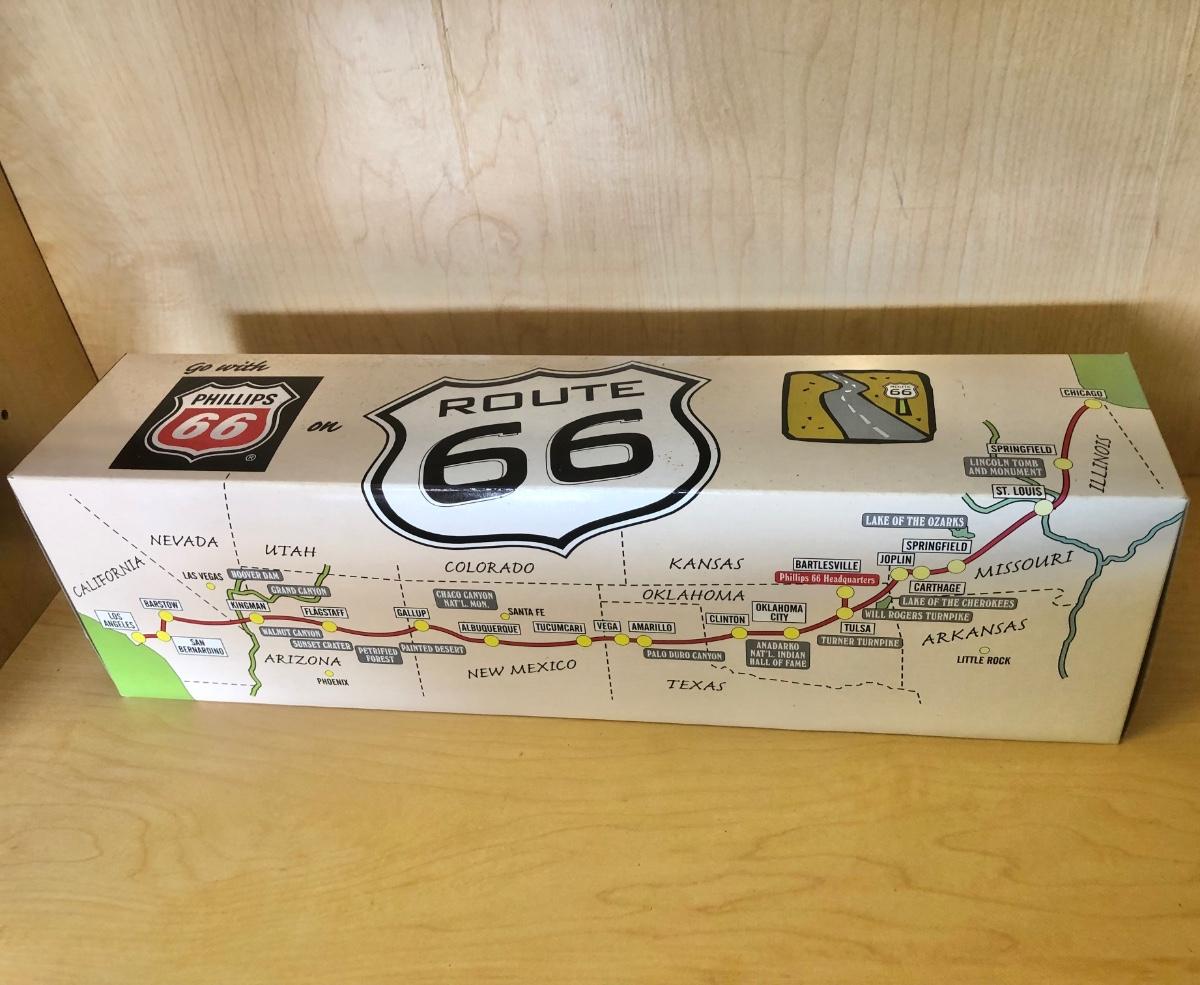 Go with
PHILLIPS
66
®
on
ROUTE
66
ROUTE
66
CHICAGO
ILLINOIS
SPRINGFIELD
LINCOLN TOMB
AND MONUMENT
ST. LOUIS
LAKE OF THE OZARKS
SPRINGFIELD
MISSOURI
JOPLIN
CARTHAGE
LAKE OF THE CHEROKEES
WILL ROGERS TURNPIKE
BARTLESVILLE
Phillips 66 Headquarters
TULSA
TURNER TURNPIKE
ARKANSAS
LITTLE ROCK
KANSAS
OKLAHOMA
OKLAHOMA
CITY
ANADARKO
NAT'L. INDIAN
HALL OF FAME
CLINTON
PALO DURO CANYON
AMARILLO
VEGA
TEXAS
COLORADO
CHACO CANYON
NAT'L. MON.
SANTA FE
TUCUMCARI
ALBUQUERQUE
NEW MEXICO
GALLUP
PAINTED DESERT
PETRIFIED
FOREST
UTAH
HOOVER DAM
GRAND CANYON
KINGMAN
FLAGSTAFF
WALNUT CANYON
SUNSET CRATER
ARIZONA
PHOENIX
NEVADA
LAS VEGAS
CALIFORNIA
BARSTOW
LOS
ANGELES
SAN
BERNARDINO